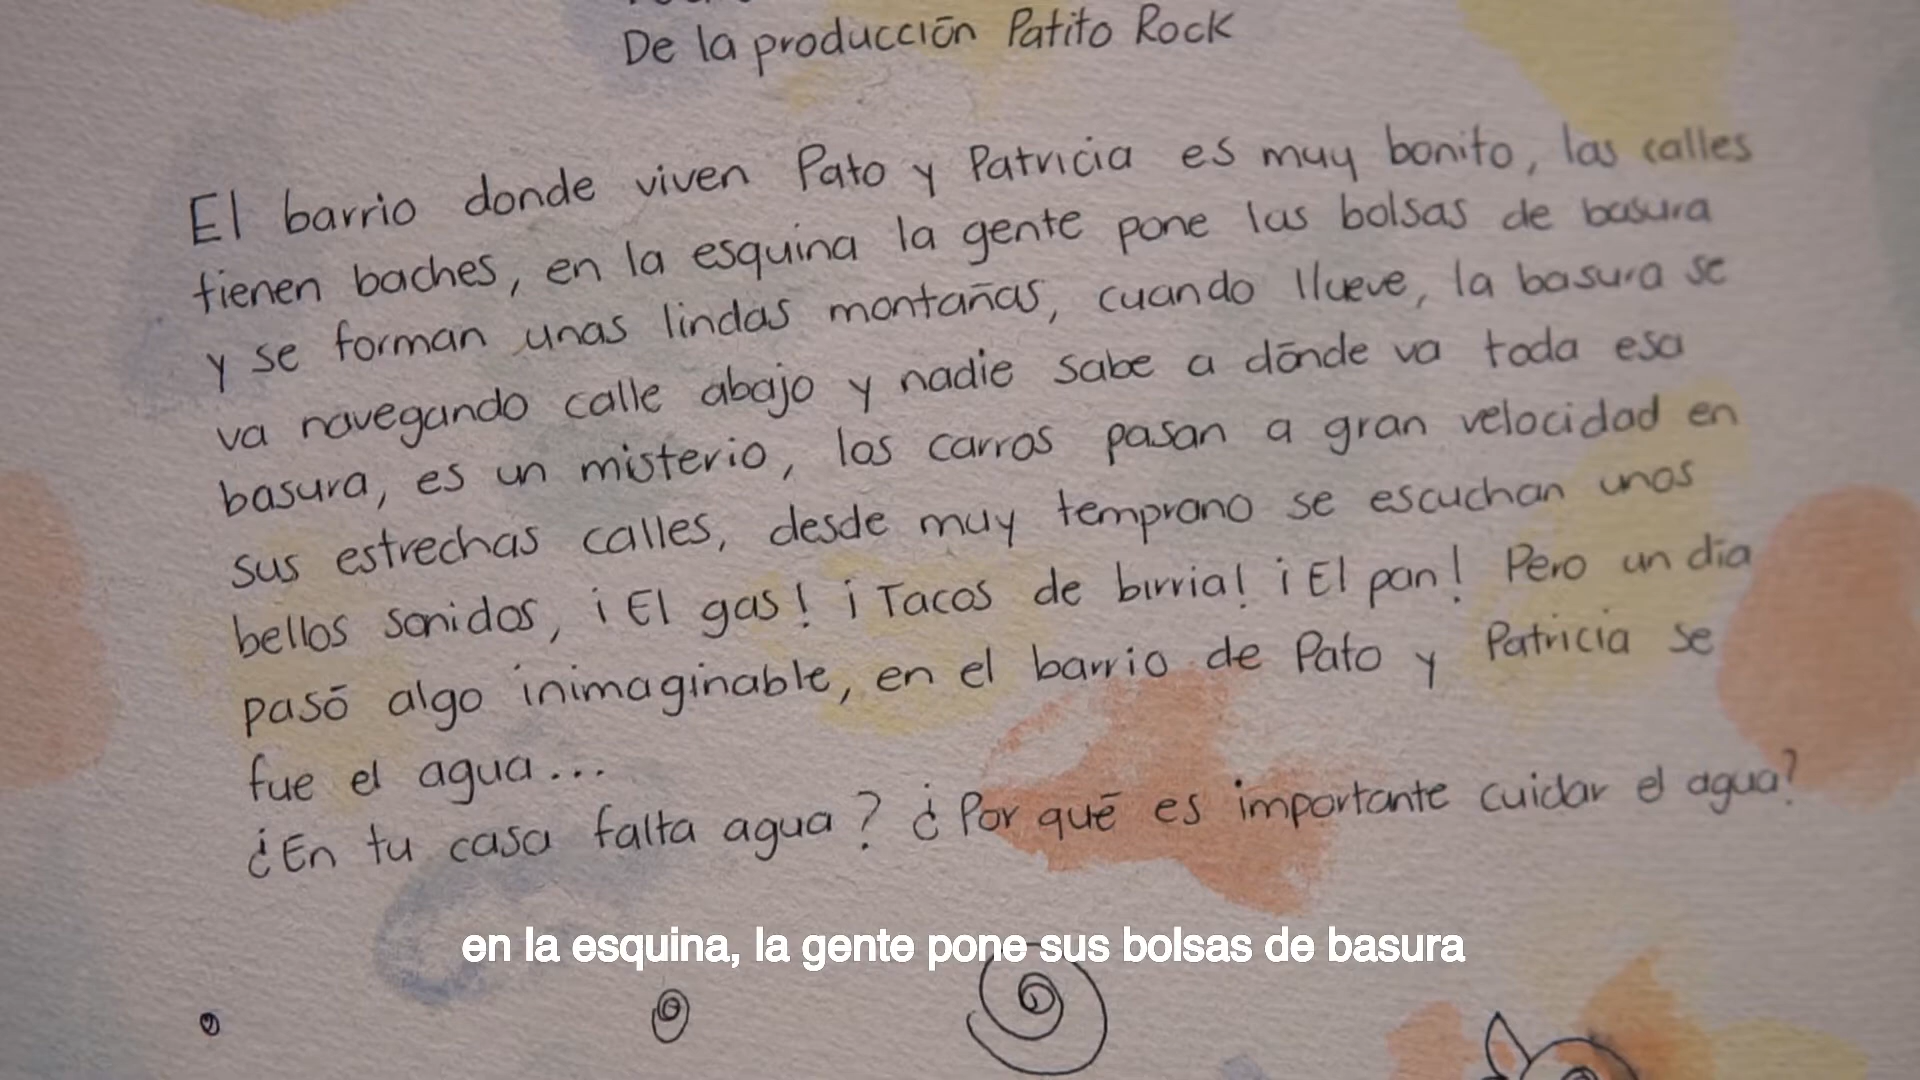 De la producción Patito Rock
El barrio donde viven Pato y Patricia es muy bonito, las calles
tienen baches, en la esquina la gente pone las bolsas de basura
y se forman unas lindas montañas, cuando llueve, la basura se
va navegando calle abajo y nadie sabe a dónde va toda esa
basura, es un misterio, los carros pasan a gran velocidad en
sus estrechas calles, desde muy temprano se escuchan unos
bellos sonidos, ¡El gas! ¡Tacos de birria! ¡El pan! Pero un día
pasó algo inimaginable, en el barrio de Pato y Patricia se
fue el agua...
¿En tu casa falta agua? ¿Por qué es importante cuidar el agua?
en la esquina, la gente pone sus bolsas de basura